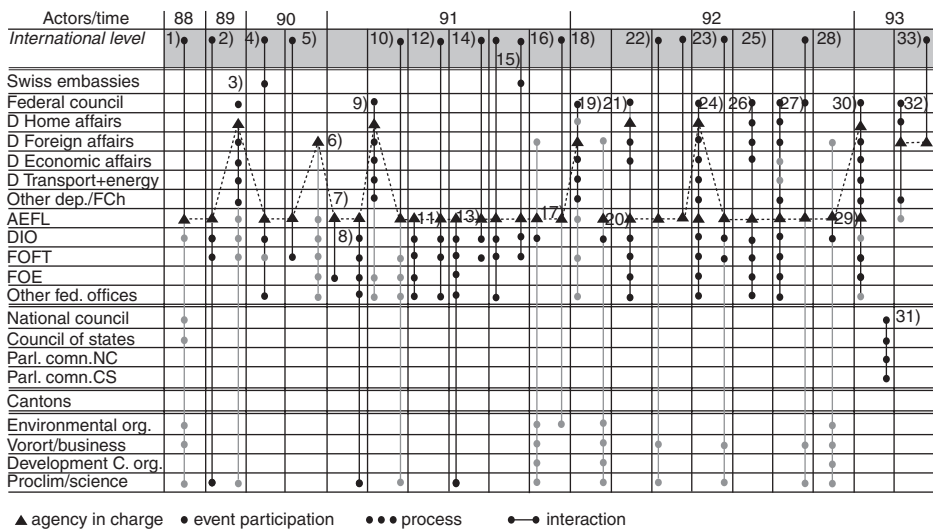 Actors/time 88 89 90 91 92 93
International level 1) 2) 4) 5) 10) 12) 14) 15) 16) 18) 22) 23) 25) 28) 33)
Swiss embassies 3)
Federal council 9) 19) 21) 24) 26) 27) 30) 32)
D Home affairs
D Foreign affairs 6)
D Economic affairs
D Transport+energy
Other dep./FCh 7)
AEFL 11) 13) 17) 20) 29)
DIO 8)
FOFT
FOE
Other fed. offices
National council 31)
Council of states
Parl. comn.NC
Parl. comn.CS
Cantons
Environmental org.
Vorort/business
Development C. org.
Proclim/science
agency in charge event participation process interaction